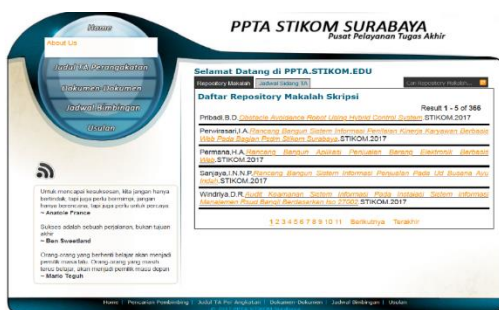 PPTA STIKOM SURABAYA
Pusat Pelayanan Tugas Akhir
Home
About Us
Judul TA Perangakatan
Dokumen-Dokumen
Jadwal Bimbingan
Usulan
Selamat Datang di PPTA.STIKOM.EDU
Repository Makalah
Jadwal Sidang TA
Cari Repository Makalah...
Daftar Repository Makalah Skripsi
Result 1 - 5 of 366
Pribadi,B.D.Obstacle Avoidance Robot Using Hybrid Control System.STIKOM.2017
Perwirasari,I.A.Rancang Bangun Sistem Informasi Penilaian Kinerja Karyawan Berbasis
Web Pada Bagian Ppstm Stikom Surabaya.STIKOM.2017
Permana,H.A.Rancang Bangun Aplikasi Penjualan Barang Elektronik Berbasis
Web.STIKOM.2017
Sanjaya,I.N.N.P.Rancang Bangun Sistem Informasi Penjualan Pada Ud Busana Ayu
Indah.STIKOM.2017
Windriya,D.R.Audit Keamanan Sistem Informasi Pada Instalasi Sistem Informasi
Manajemen Rsud Bangil Berdasarkan Iso 27002.STIKOM.2017
1 2 3 4 5 6 7 8 9 10 11 Berikutnya Terakhir
Untuk mencapai kesuksesan, kita jangan hanya
bertindak, tapi juga perlu bermimpi, jangan
hanya berencana, tapi juga perlu untuk percaya.
~ Anatole France
Sukses adalah sebuah perjalanan, bukan tujuan
akhir
~ Ben Sweetland
Orang-orang yang berhenti belajar akan menjadi
pemilik masa lalu. Orang-orang yang masih
terus belajar, akan menjadi pemilik masa depan
~ Mario Teguh
Home | Pencarian Pembimbing | Judul TA Per Angkatan | Dokumen-Dokumen | Jadwal Bimbingan | Usulan